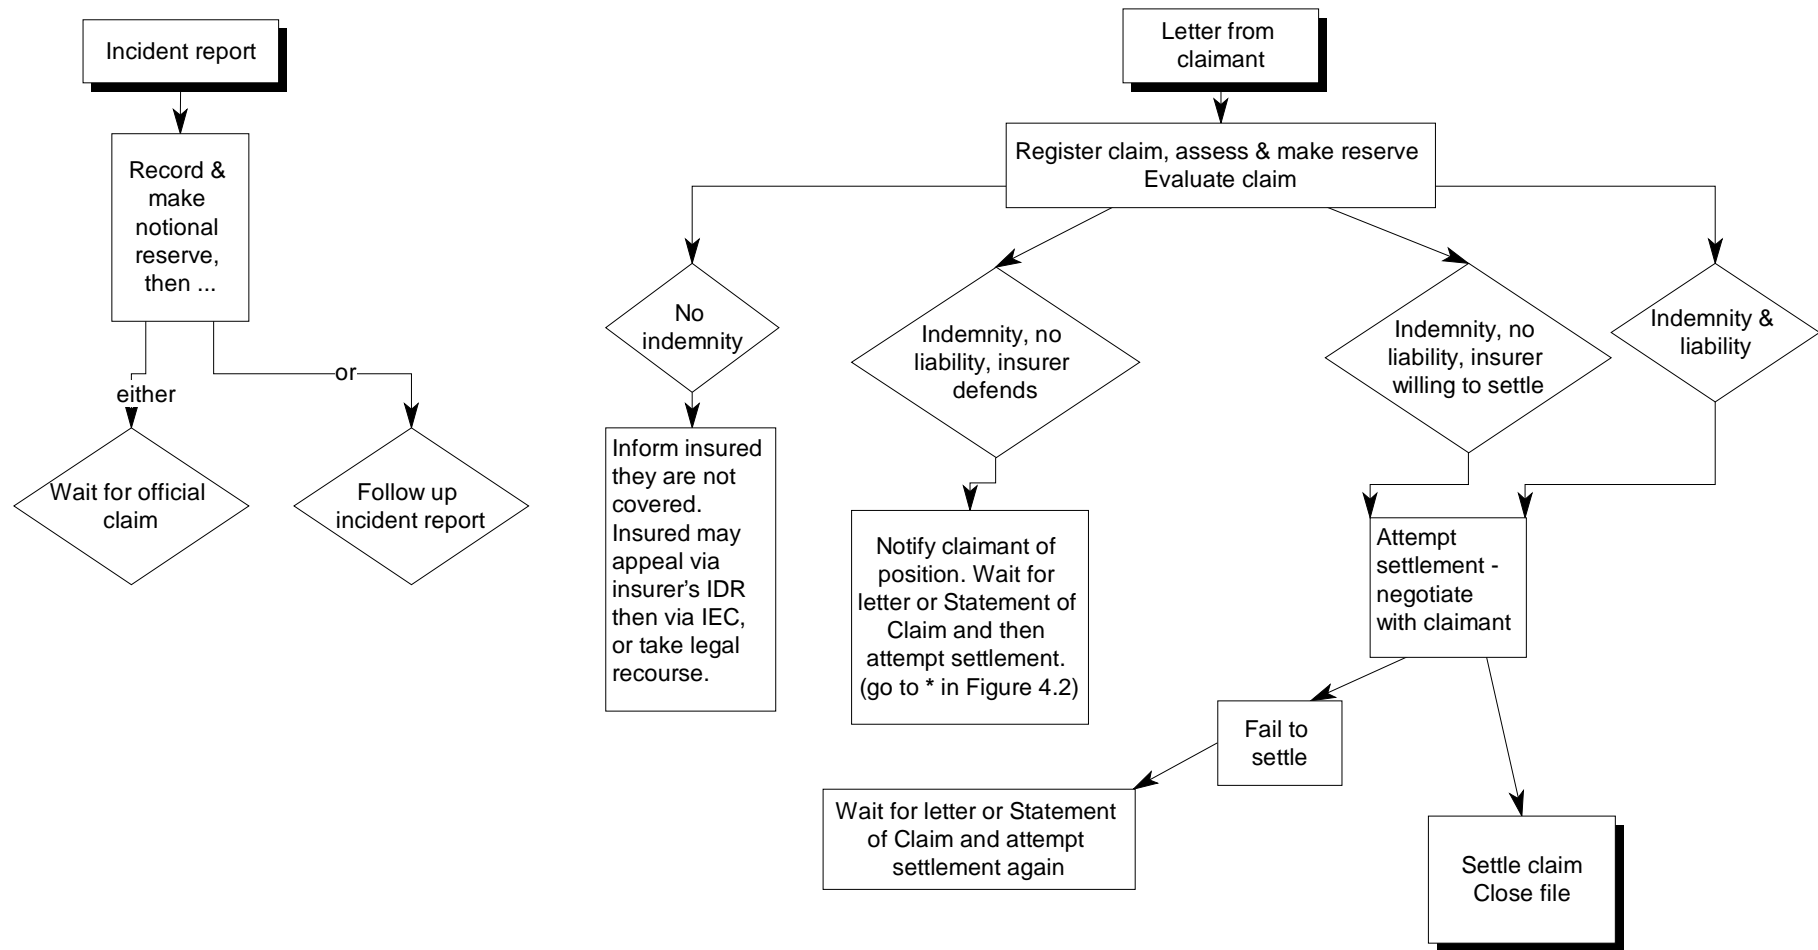 Incident report
Record &
make
notional
reserve,
then ...
either
or
Wait for official
claim
Follow up
incident report
Letter from
claimant
Register claim, assess & make reserve
Evaluate claim
No
indemnity
Indemnity, no
liability, insurer
defends
Indemnity, no
liability, insurer
willing to settle
Indemnity &
liability
Inform insured
they are not
covered.
Insured may
appeal via
insurer's IDR
then via IEC,
or take legal
recourse.
Notify claimant of
position. Wait for
letter or Statement of
Claim and then
attempt settlement.
(go to * in Figure 4.2)
Attempt
settlement -
negotiate
with claimant
Fail to
settle
Wait for letter or Statement
of Claim and attempt
settlement again
Settle claim
Close file